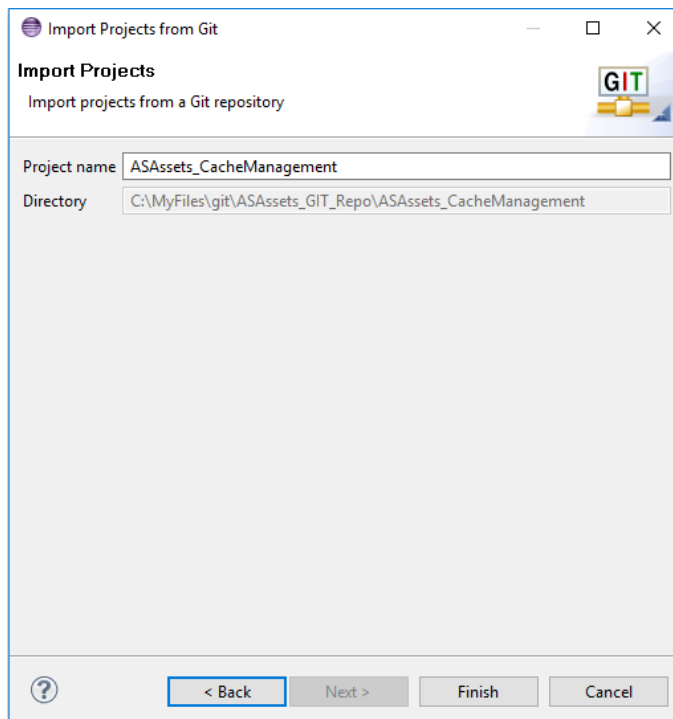 Import Projects from Git
Import Projects
Import projects from a Git repository
GIT
Project name ASAssets_CacheManagement
Directory C:\MyFiles\git\ASAssets_GIT_Repo\ASAssets_CacheManagement
? < Back Next > Finish Cancel